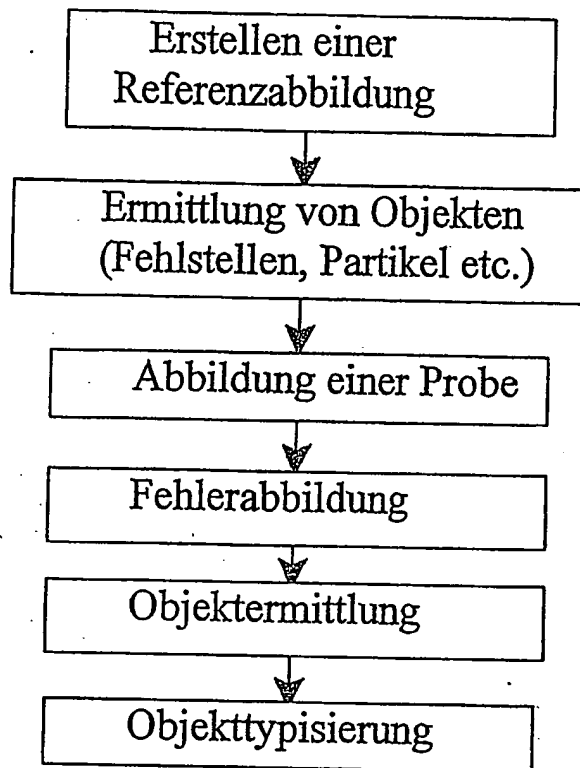 Erstellen einer
Referenzabbildung
Ermittlung von Objekten
(Fehlstellen, Partikel etc.)
Abbildung einer Probe
Fehlerabbildung
Objektermittlung
Objekttypisierung